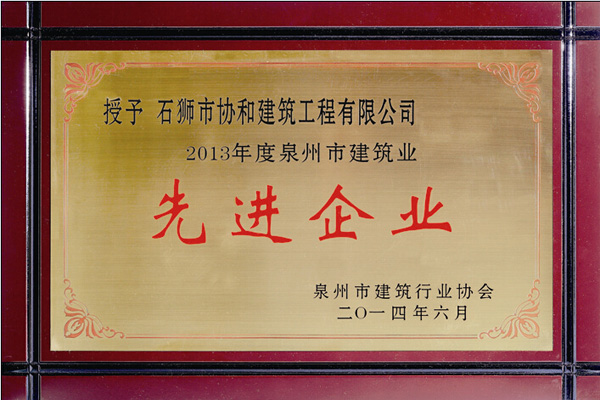 授予 石狮市协和建筑工程有限公司
2013年度泉州市建筑业
先进企业
泉州市建筑行业协会
二〇一四年六月